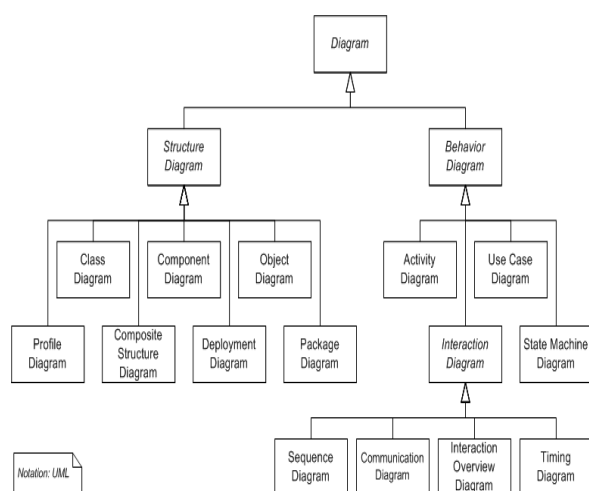 Diagram
Structure
Diagram
Behavior
Diagram
Class
Diagram
Component
Diagram
Object
Diagram
Activity
Diagram
Use Case
Diagram
Profile
Diagram
Composite
Structure
Diagram
Deployment
Diagram
Package
Diagram
Interaction
Diagram
State Machine
Diagram
Sequence
Diagram
Communication
Diagram
Interaction
Overview
Diagram
Timing
Diagram
Notation: UML